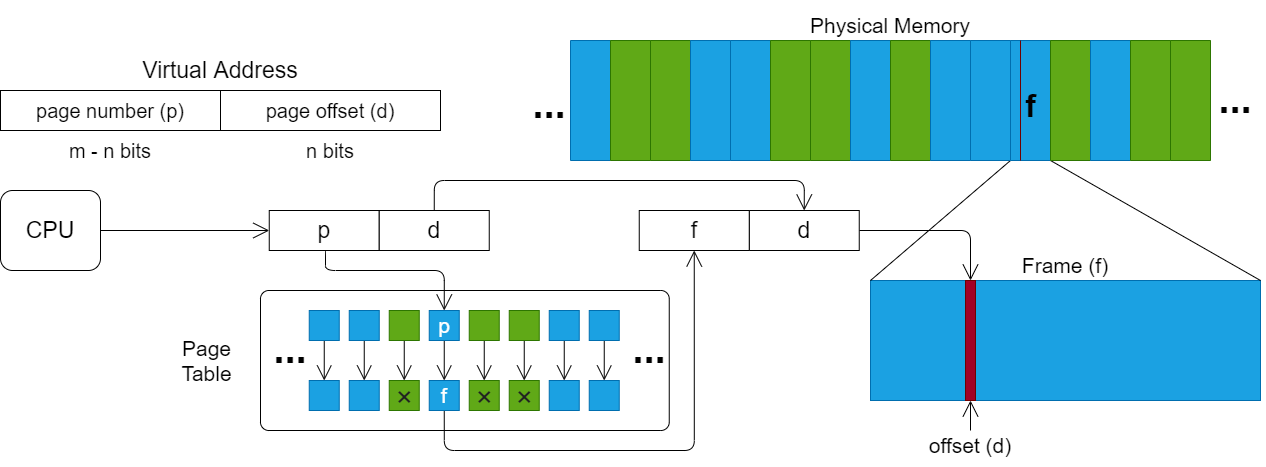 Physical Memory
Virtual Address
page number (p) page offset (d)
m - n bits n bits
... f ...
CPU p d f d
Frame (f)
p
Page
Table
... ...
× f × ×
offset (d)